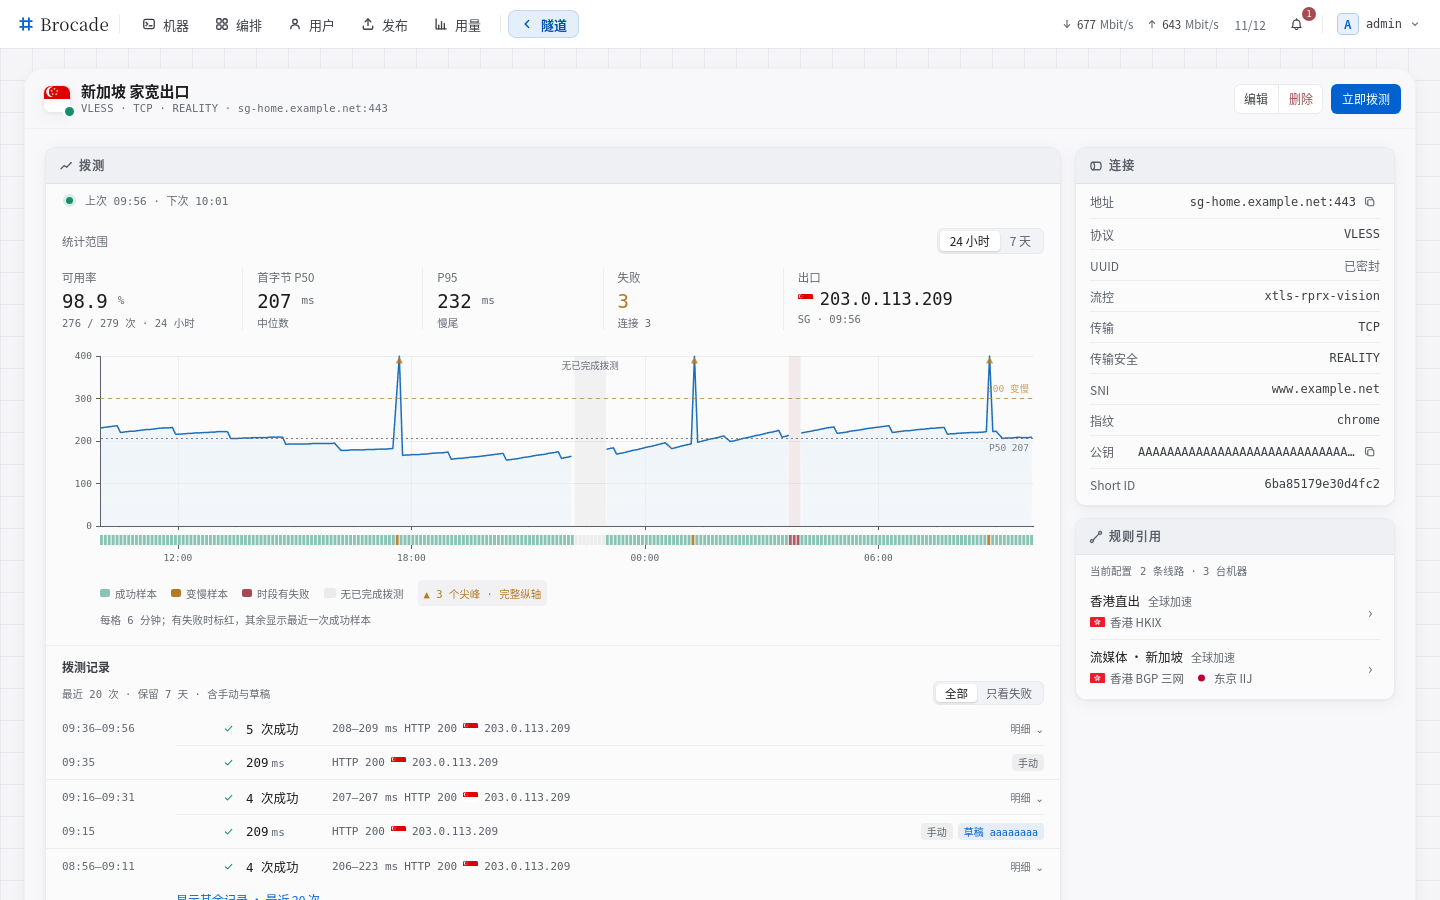 Brocade
机器
编排
用户
发布
用量
隧道
677 Mbit/s
643 Mbit/s
11/12
1
A
admin
新加坡 家宽出口
VLESS · TCP · REALITY · sg-home.example.net:443
编辑
删除
立即拨测
拨测
上次 09:56 · 下次 10:01
统计范围
24 小时
7 天
可用率
98.9 %
276 / 279 次 · 24 小时
首字节 P50
207 ms
中位数
P95
232 ms
慢尾
失败
3
连接 3
出口
203.0.113.209
SG · 09:56
400
300
200
100
0
无已完成拨测
00 变慢
P50 207
12:00
18:00
00:00
06:00
成功样本
变慢样本
时段有失败
无已完成拨测
▲ 3 个尖峰 · 完整纵轴
每格 6 分钟；有失败时标红，其余显示最近一次成功样本
拨测记录
最近 20 次 · 保留 7 天 · 含手动与草稿
全部
只看失败
09:36–09:56 5 次成功 208–209 ms HTTP 200 203.0.113.209 明细
09:35 209 ms HTTP 200 203.0.113.209 手动
09:16–09:31 4 次成功 207–207 ms HTTP 200 203.0.113.209 明细
09:15 209 ms HTTP 200 203.0.113.209 手动 草稿 aaaaaaaa
08:56–09:11 4 次成功 206–223 ms HTTP 200 203.0.113.209 明细
显示其余记录 · 最近 20 次
连接
地址 sg-home.example.net:443
协议 VLESS
UUID 已密封
流控 xtls-rprx-vision
传输 TCP
传输安全 REALITY
SNI www.example.net
指纹 chrome
公钥 AAAAAAAAAAAAAAAAAAAAAAAAAAAAA…
Short ID 6ba85179e30d4fc2
规则引用
当前配置 2 条线路 · 3 台机器
香港直出 全球加速
香港 HKIX
流媒体 · 新加坡 全球加速
香港 BGP 三网 东京 IIJ